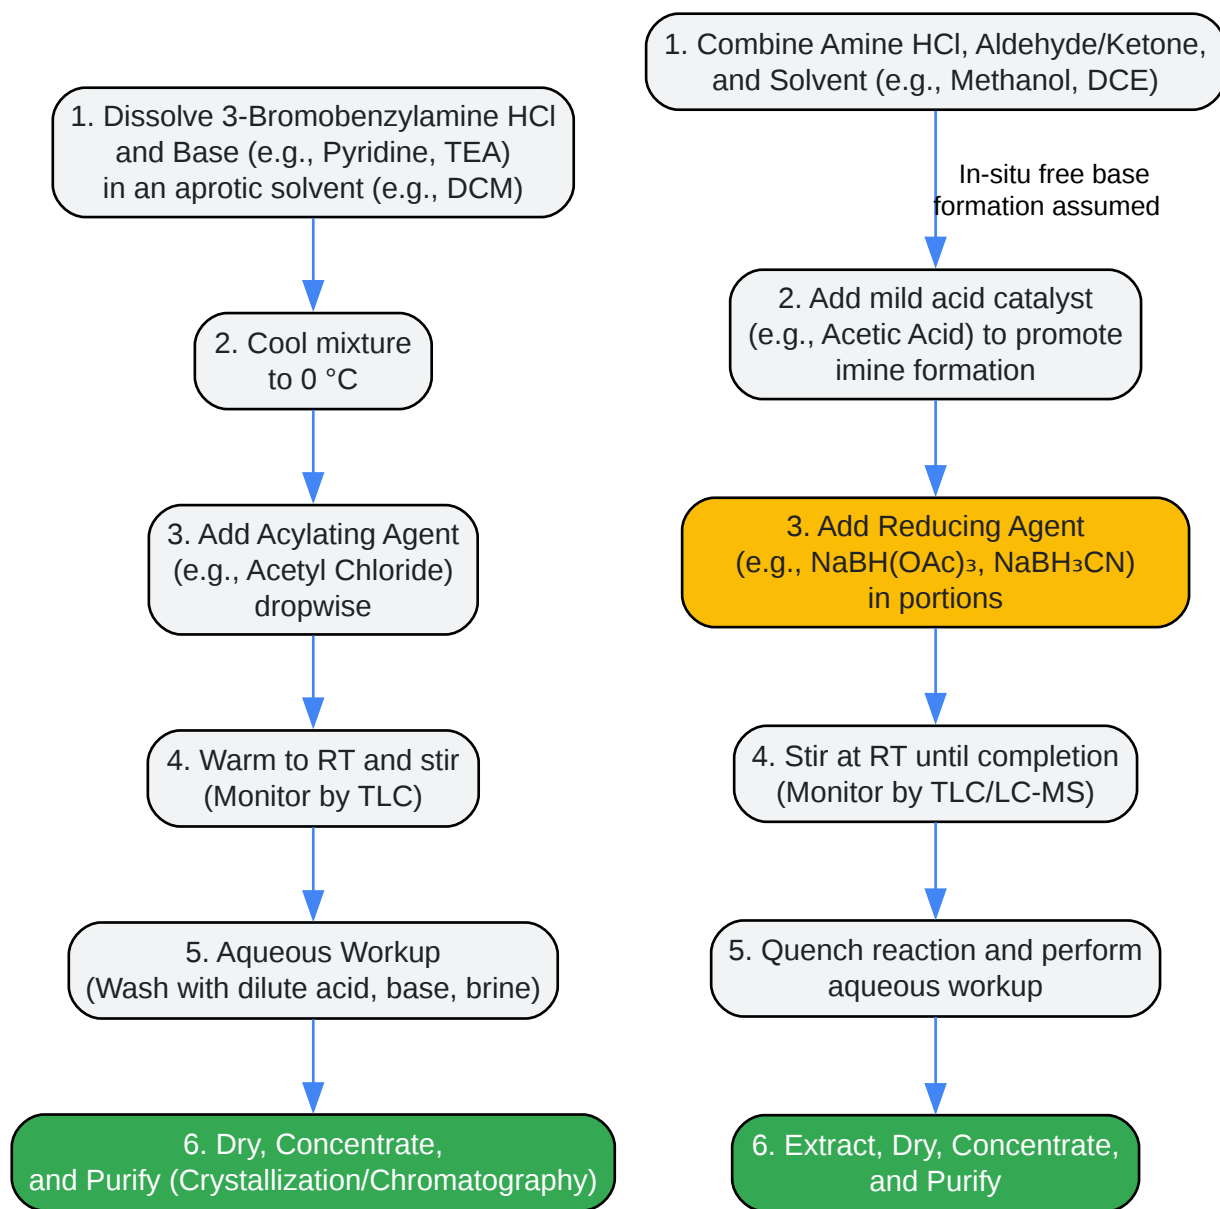 1. Dissolve 3-Bromobenzylamine HCl
and Base (e.g., Pyridine, TEA)
in an aprotic solvent (e.g., DCM)
2. Cool mixture
to 0 °C
3. Add Acylating Agent
(e.g., Acetyl Chloride)
dropwise
4. Warm to RT and stir
(Monitor by TLC)
5. Aqueous Workup
(Wash with dilute acid, base, brine)
6. Dry, Concentrate,
and Purify (Crystallization/Chromatography)
1. Combine Amine HCl, Aldehyde/Ketone,
and Solvent (e.g., Methanol, DCE)
In-situ free base
formation assumed
2. Add mild acid catalyst
(e.g., Acetic Acid) to promote
imine formation
3. Add Reducing Agent
(e.g., NaBH(OAc)₃, NaBH₃CN)
in portions
4. Stir at RT until completion
(Monitor by TLC/LC-MS)
5. Quench reaction and perform
aqueous workup
6. Extract, Dry, Concentrate,
and Purify